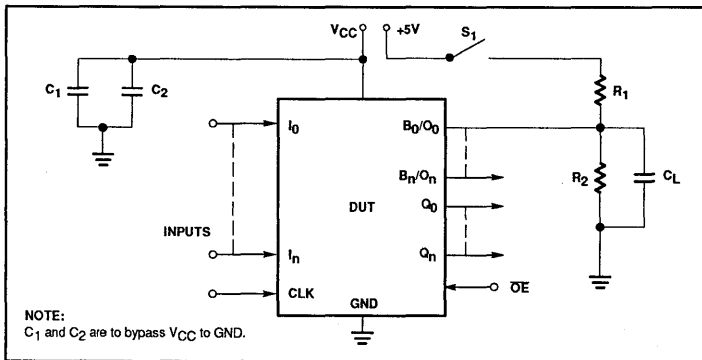 VCC +5V S1
C1 C2 R1
I0 B0/O0
Bn/On R2 CL
DUT Q0
INPUTS
In Qn
CLK OE
GND
NOTE:
C1 and C2 are to bypass VCC to GND.